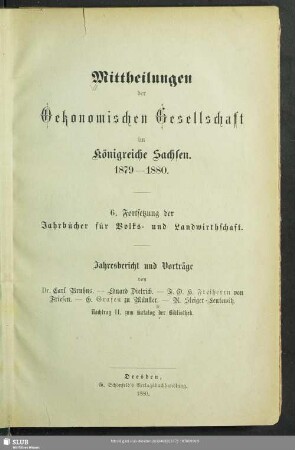 Mittheilungen
der
Oekonomischen Gesellschaft
im
Königreiche Sachsen.
1879—1880.
6. Fortsetzung der
Jahrbücher für Volks- und Landwirthschaft.
Jahresbericht und Vorträge
von
Dr. Carl — Eduard Dietrich. — F. O. H. Freiherrn von
Friesen. — E. Grafen zu Münster. — R. Steiger-Leutewitz.
Nachtrag II. zum Katalog der Bibliothek.
Dresden,
G. Schönfeld's Verlagsbuchhandlung.
1880.
SLUB